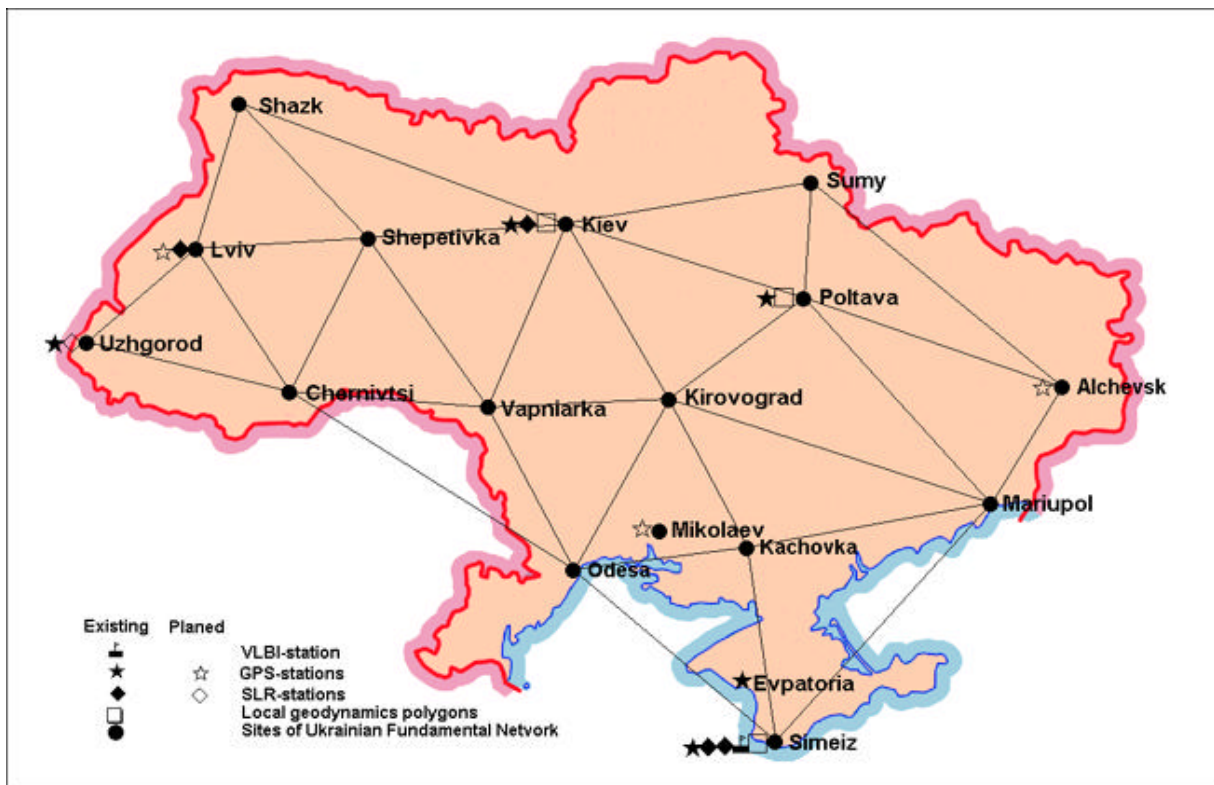 Shazk
Sumy
Kiev
Shepetivka
Lviv
Poltava
Uzhgorod
Alchevsk
Chernivtsi
Vapniarka
Kirovograd
Mariupol
Mikolaev
Kachovka
Odesa
Evpatoria
Simeiz
Existing Planed
VLBI-station
GPS-stations
SLR-stations
Local geodynamics polygons
Sites of Ukrainian Fundamental Network